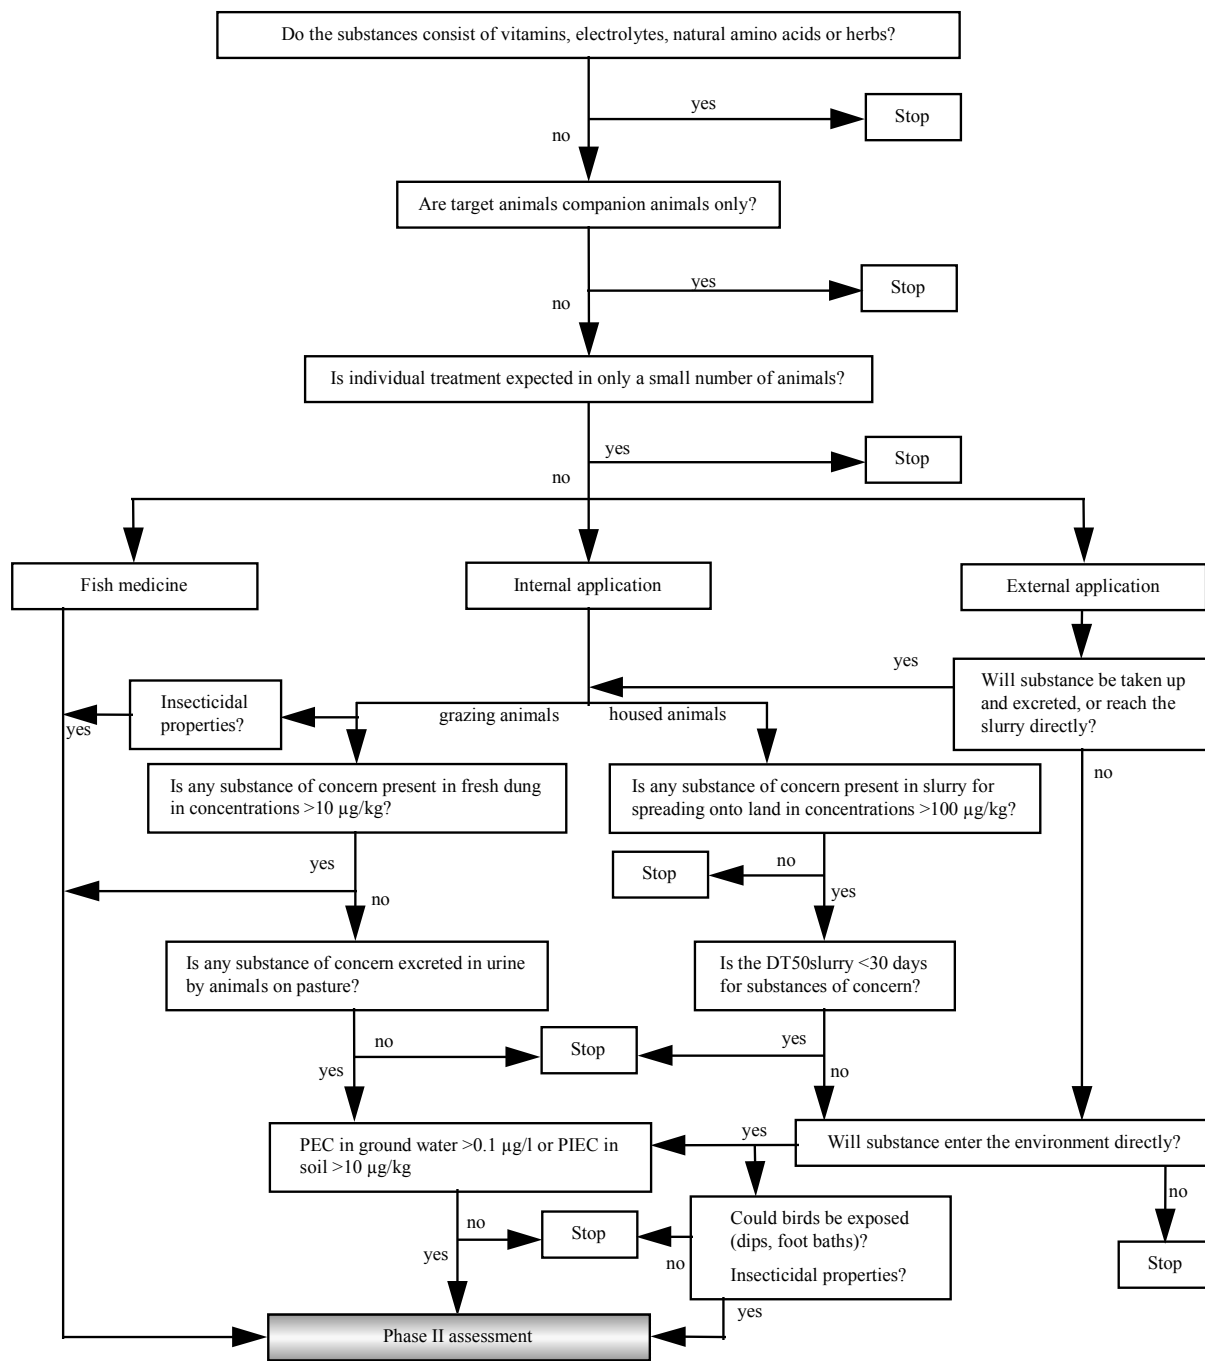 Do the substances consist of vitamins, electrolytes, natural amino acids or herbs?
yes
Stop
no
Are target animals companion animals only?
yes
Stop
no
Is individual treatment expected in only a small number of animals?
yes
Stop
no
Fish medicine
Internal application
External application
yes
Will substance be taken up
and excreted, or reach the
slurry directly?
Insecticidal
properties?
yes
grazing animals
housed animals
no
Is any substance of concern present in fresh dung
in concentrations >10 µg/kg?
Is any substance of concern present in slurry for
spreading onto land in concentrations >100 µg/kg?
yes
no
Stop
no
yes
Is any substance of concern excreted in urine
by animals on pasture?
Is the DT50slurry <30 days
for substances of concern?
no
Stop
yes
yes
no
PEC in ground water >0.1 µg/l or PIEC in
soil >10 µg/kg
yes
Will substance enter the environment directly?
no
Stop
no
Stop
no
Could birds be exposed
(dips, foot baths)?
Insecticidal properties?
yes
yes
Phase II assessment